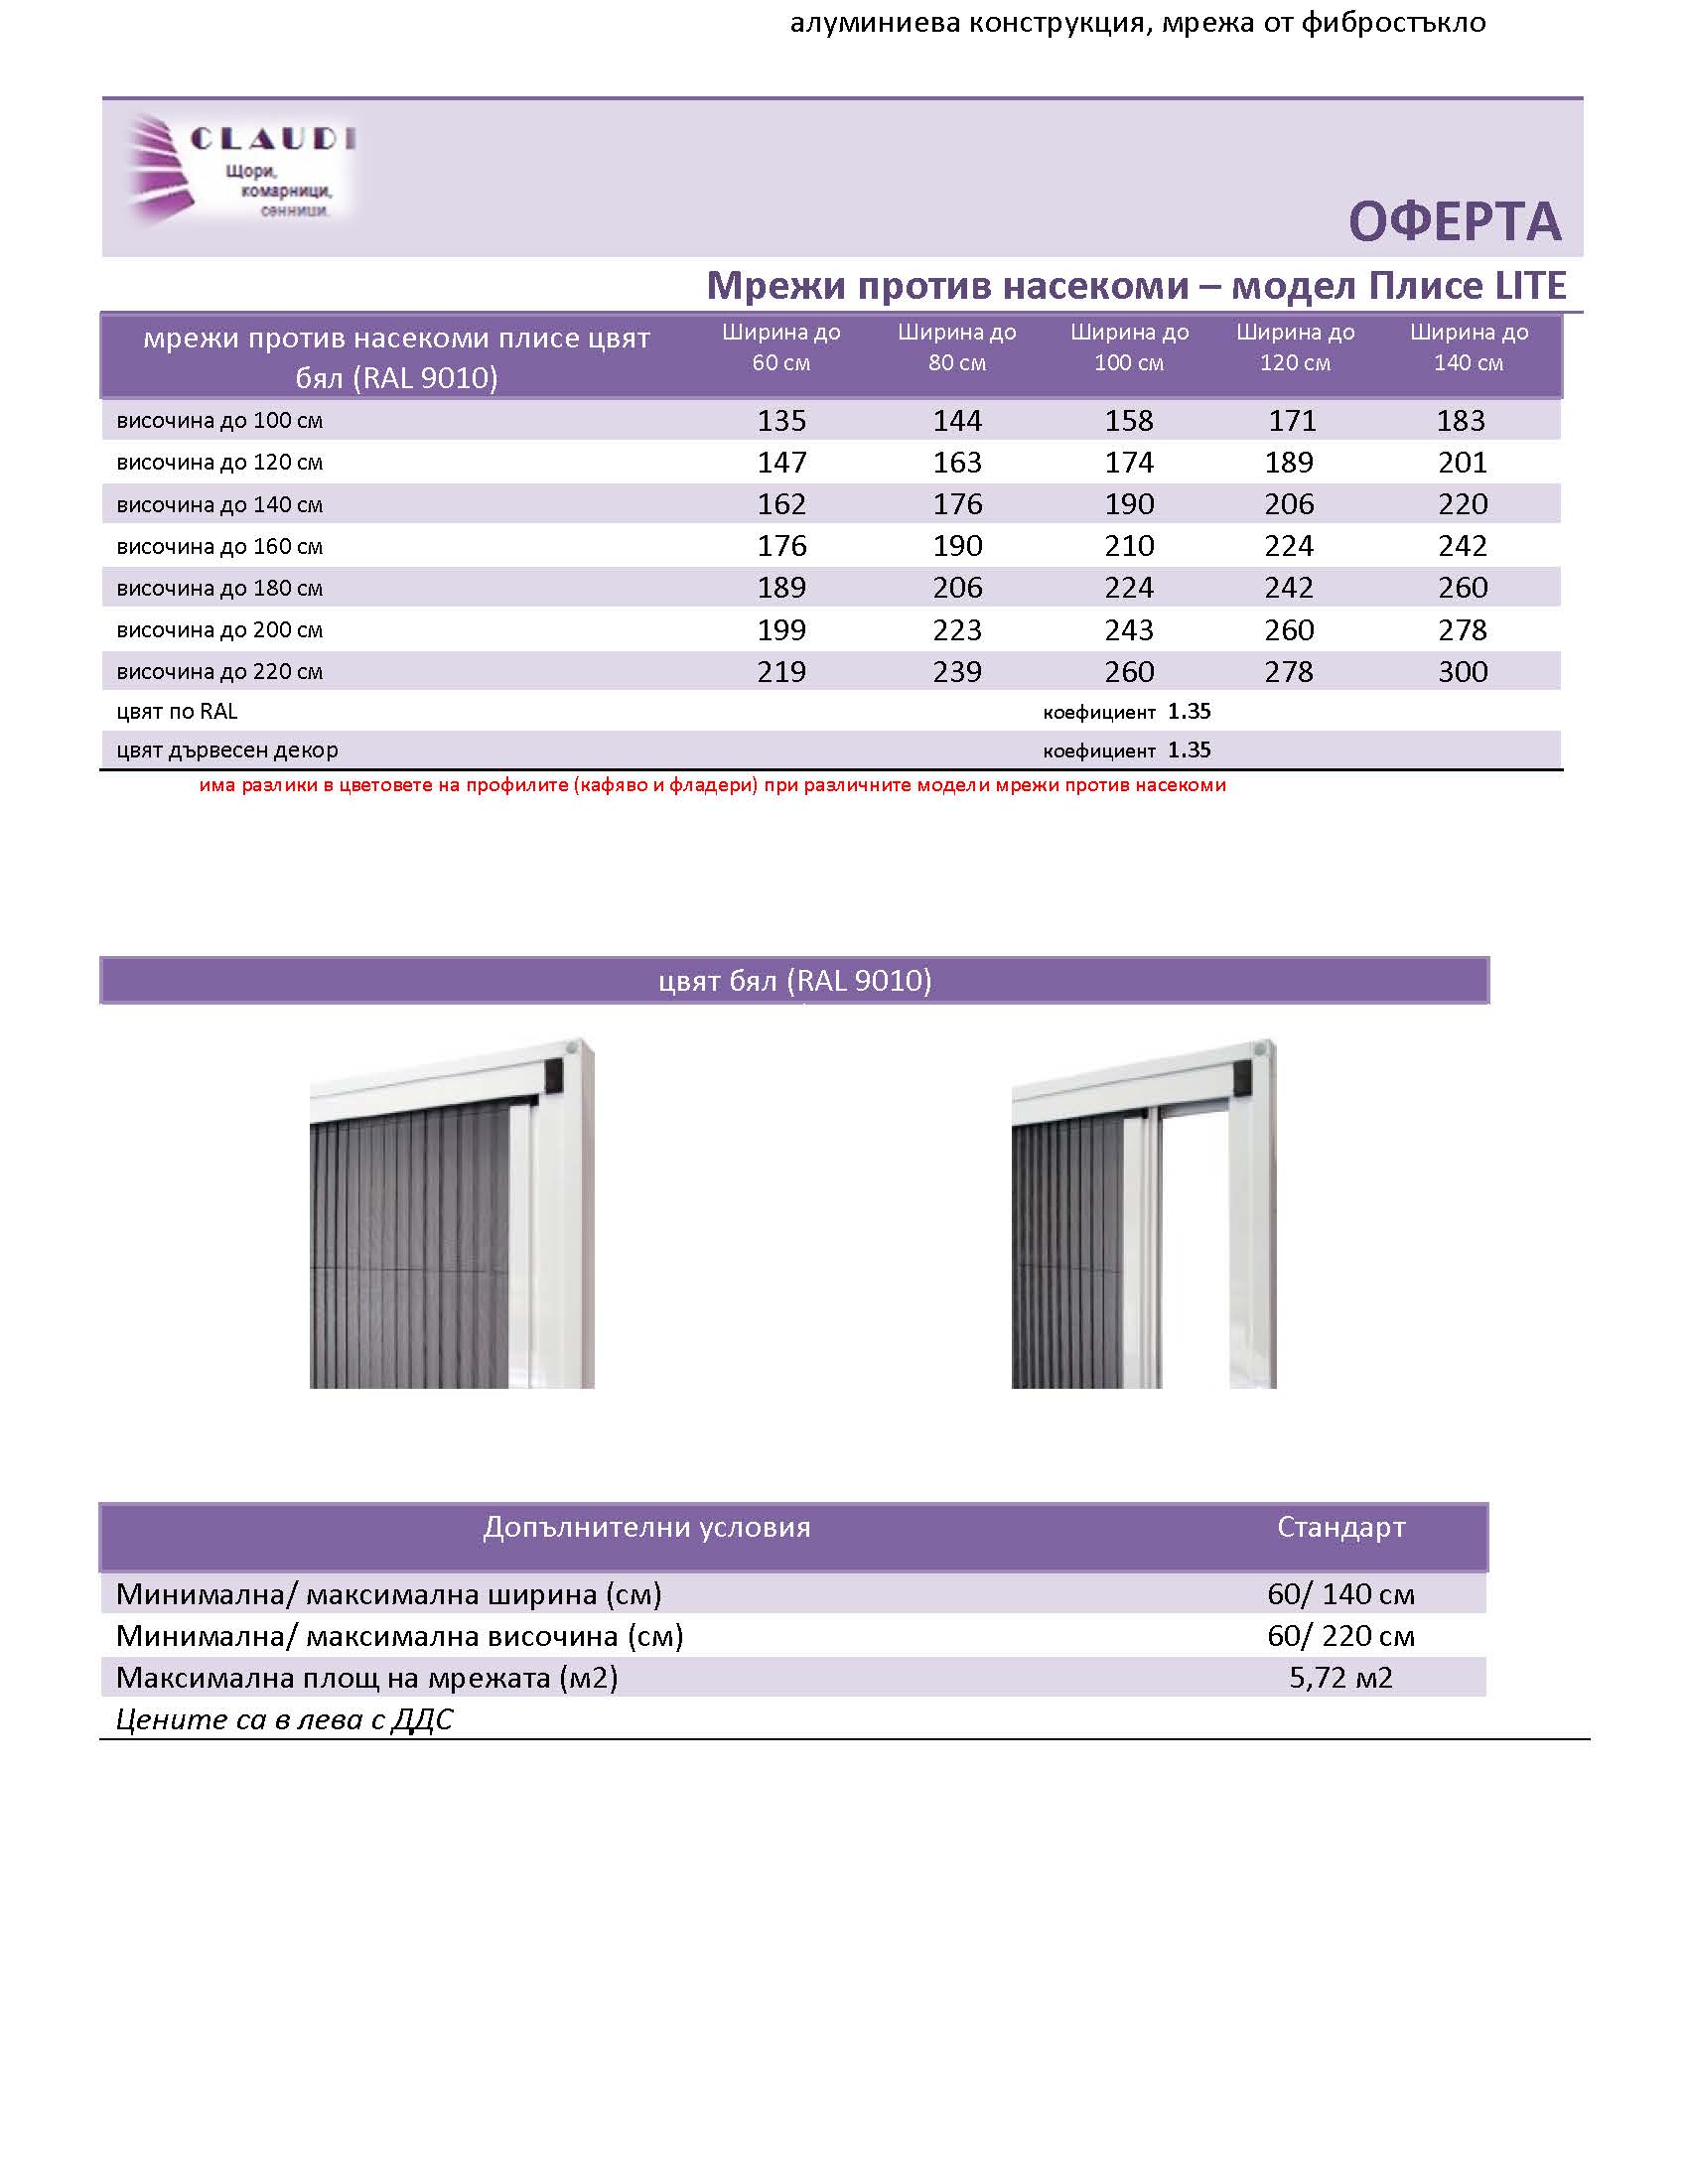 алуминиева конструкция, мрежа от фибростъкло
CLAUDI
Щори,
комарници,
сенници.
ОФЕРТА
Мрежи против насекоми – модел Плисе LITE
мрежи против насекоми плисе цвят бял (RAL 9010) Ширина до 60 см Ширина до 80 см Ширина до 100 см Ширина до 120 см Ширина до 140 см
височина до 100 см 135 144 158 171 183
височина до 120 см 147 163 174 189 201
височина до 140 см 162 176 190 206 220
височина до 160 см 176 190 210 224 242
височина до 180 см 189 206 224 242 260
височина до 200 см 199 223 243 260 278
височина до 220 см 219 239 260 278 300
цвят по RAL коефициент 1.35
цвят дървесен декор коефициент 1.35
има разлики в цветовете на профилите (кафяво и фладери) при различните модели мрежи против насекоми
цвят бял (RAL 9010)
Допълнителни условия Стандарт
Минимална/ максимална ширина (см) 60/ 140 см
Минимална/ максимална височина (см) 60/ 220 см
Максимална площ на мрежата (м2) 5,72 м2
Цените са в лева с ДДС